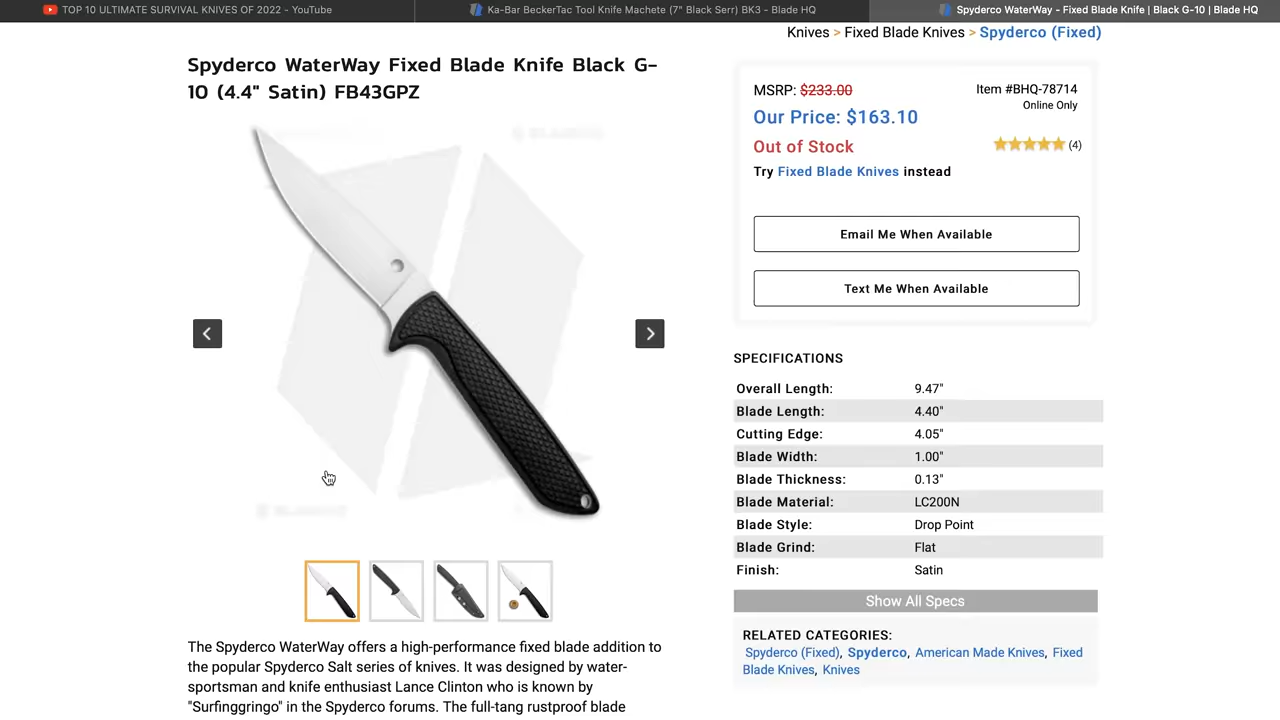 TOP 10 ULTIMATE SURVIVAL KNIVES OF 2022 - YouTube
Ka-Bar BeckerTac Tool Knife Machete (7" Black Serr) BK3 - Blade HQ
Spyderco WaterWay - Fixed Blade Knife | Black G-10 | Blade HQ
Knives > Fixed Blade Knives > Spyderco (Fixed)
Spyderco WaterWay Fixed Blade Knife Black G-
10 (4.4" Satin) FB43GPZ
MSRP: $233.00
Item #BHQ-78714
Online Only
Our Price: $163.10
Out of Stock
(4)
Try Fixed Blade Knives instead
Email Me When Available
Text Me When Available
SPECIFICATIONS
Overall Length: 9.47"
Blade Length: 4.40"
Cutting Edge: 4.05"
Blade Width: 1.00"
Blade Thickness: 0.13"
Blade Material: LC200N
Blade Style: Drop Point
Blade Grind: Flat
Finish: Satin
Show All Specs
RELATED CATEGORIES:
Spyderco (Fixed), Spyderco, American Made Knives, Fixed
Blade Knives, Knives
The Spyderco WaterWay offers a high-performance fixed blade addition to
the popular Spyderco Salt series of knives. It was designed by water-
sportsman and knife enthusiast Lance Clinton who is known by
"Surfinggringo" in the Spyderco forums. The full-tang rustproof blade